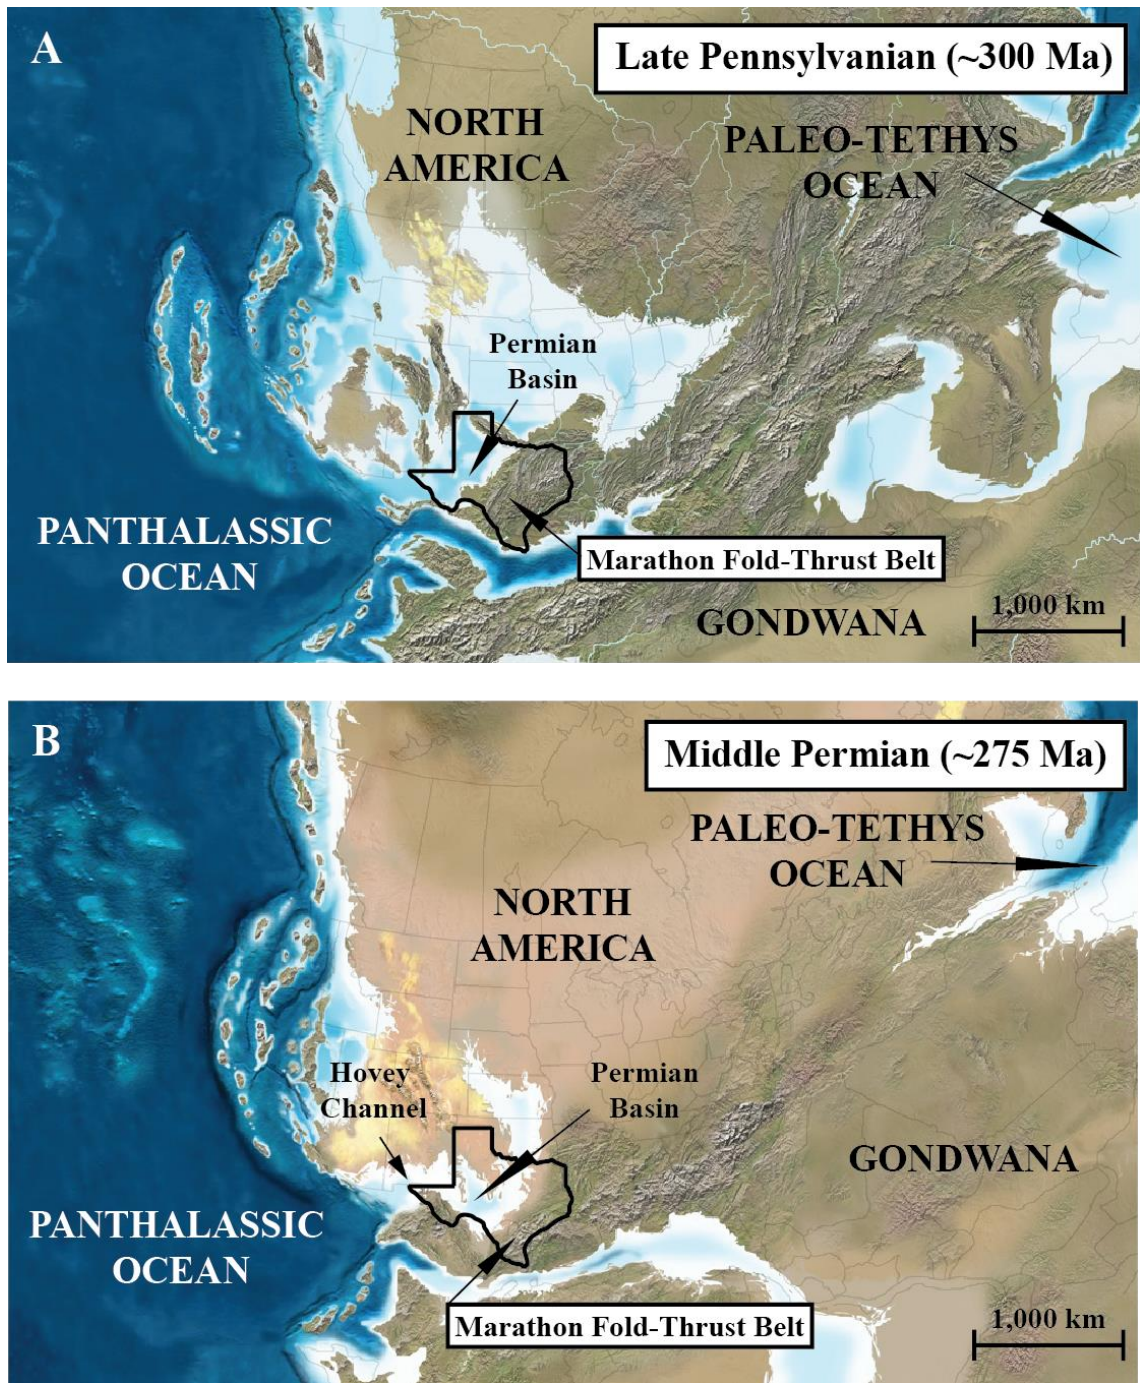 A
Late Pennsylvanian (~300 Ma)
NORTH
AMERICA
PALEO-TETHYS
OCEAN
Permian
Basin
PANTHALASSIC
OCEAN
Marathon Fold-Thrust Belt
GONDWANA
1,000 km
B
Middle Permian (~275 Ma)
PALEO-TETHYS
OCEAN
NORTH
AMERICA
Hovey
Channel
Permian
Basin
GONDWANA
PANTHALASSIC
OCEAN
Marathon Fold-Thrust Belt
1,000 km